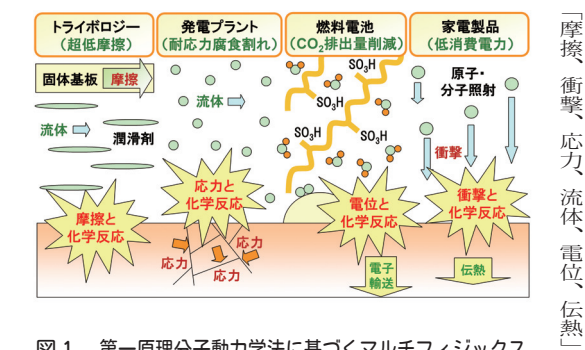 トライボロジー
(超低摩擦)
発電プラント
(耐応力腐食割れ)
燃料電池
(CO₂排出量削減)
家電製品
(低消費電力)
固体基板 摩擦
流体
潤滑剤
流体
SO₃H
SO₃H
SO₃H
SO₃H
原子・
分子照射
衝撃
摩擦と
化学反応
応力と
化学反応
電位と
化学反応
衝撃と
化学反応
応力
応力
応力
電子
輸送
伝熱
図 1 第一原理分子動力学法に基づくマルチフィジックス
「摩擦、衝撃、応力、流体、電位、伝熱」